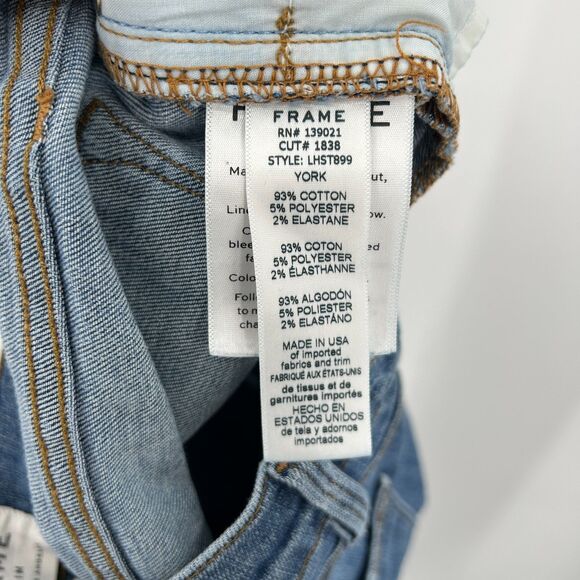 FRAME
RN# 139021
CUT# 1838
STYLE: LHST899
YORK
93% COTTON
5% POLYESTER
2% ELASTANE
93% COTON
5% POLYESTER
2% ÉLASTHANNE
93% ALGODÓN
5% POLIESTER
2% ELASTÁNO
MADE IN USA
of imported
fabrics and trim
FABRIQUÉ AUX ÉTATS-UNIS
de tissus et de
garnitures importés
HECHO EN
ESTADOS UNIDOS
de tela y adornos
importados